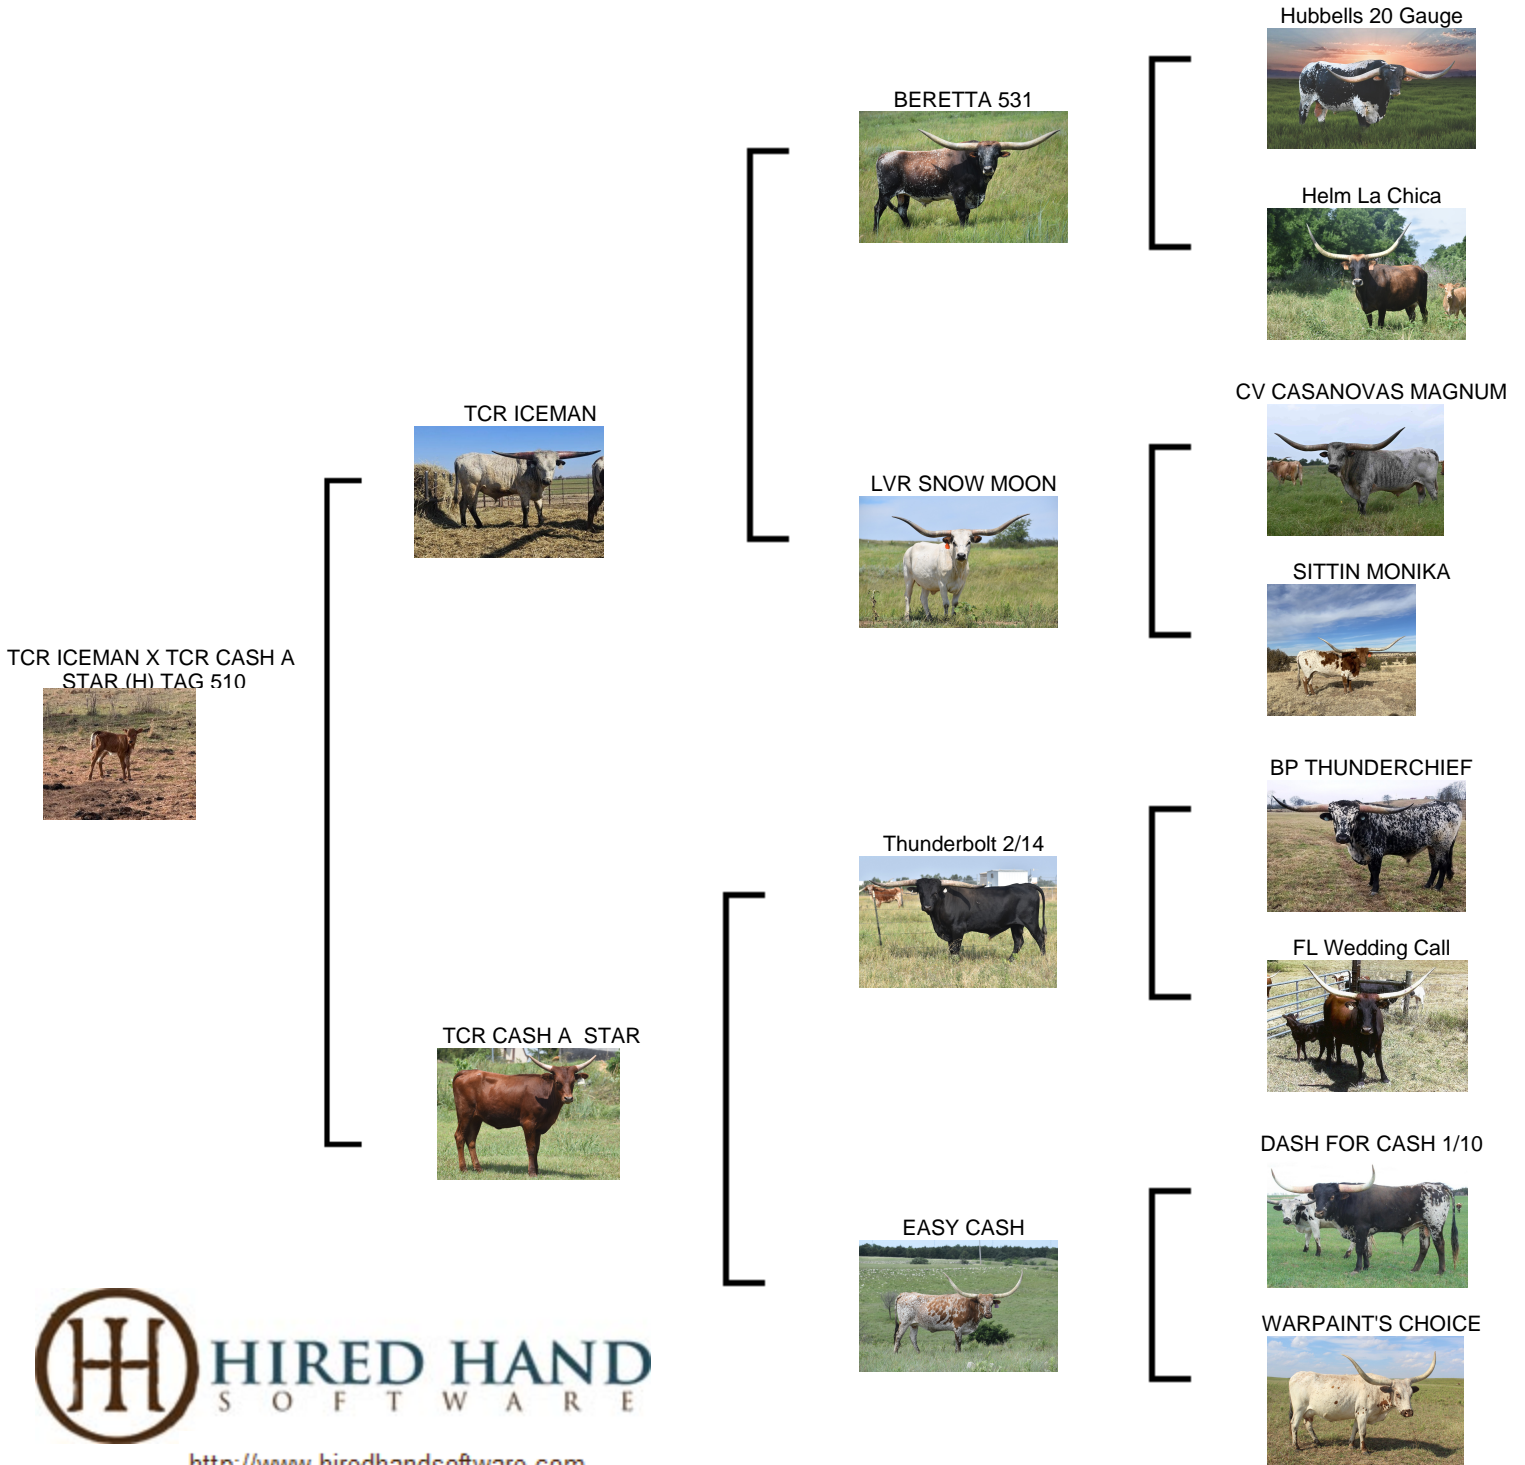 Hubbells 20 Gauge
BERETTA 531
Helm La Chica
CV CASANOVAS MAGNUM
TCR ICEMAN
LVR SNOW MOON
SITTIN MONIKA
TCR ICEMAN X TCR CASH A
STAR (H) TAG 510
BP THUNDERCHIEF
Thunderbolt 2/14
FL Wedding Call
TCR CASH A  STAR
DASH FOR CASH 1/10
EASY CASH
WARPAINT'S CHOICE
HIRED HAND
SOFTWARE
http://www.hiredhandsoftware.com